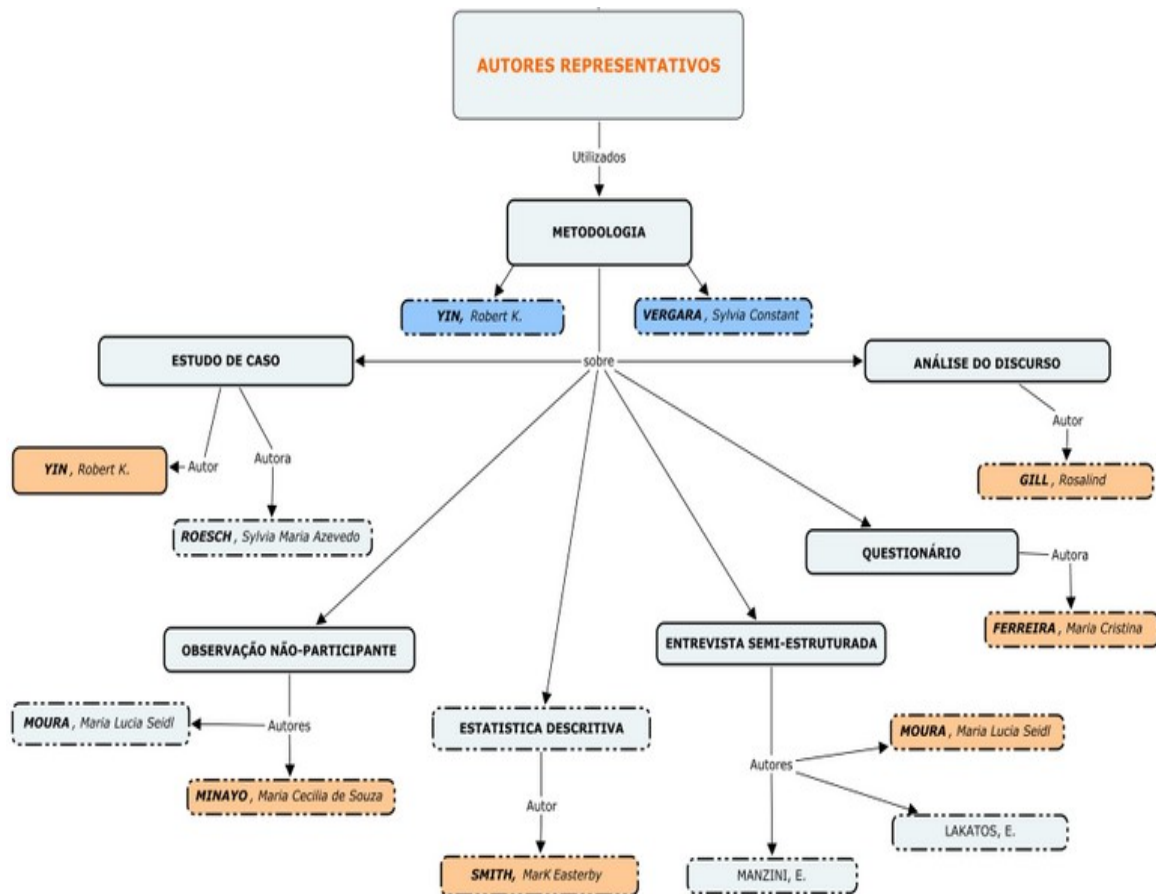 AUTORES REPRESENTATIVOS
Utilizados
METODOLOGIA
YIN, Robert K.
VERGARA, Sylvia Constant
sobre
ESTUDO DE CASO
ANÁLISE DO DISCURSO
Autor
YIN, Robert K.
Autora
ROESCH, Sylvia Maria Azevedo
Autor
GILL, Rosalind
QUESTIONÁRIO
Autora
FERREIRA, Maria Cristina
OBSERVAÇÃO NÃO-PARTICIPANTE
Autores
MOURA, Maria Lucia Seidl
MINAYO, Maria Cecilia de Souza
ESTATISTICA DESCRITIVA
Autor
SMITH, MarK Easterby
ENTREVISTA SEMI-ESTRUTURADA
Autores
MOURA, Maria Lucia Seidl
LAKATOS, E.
MANZINI, E.